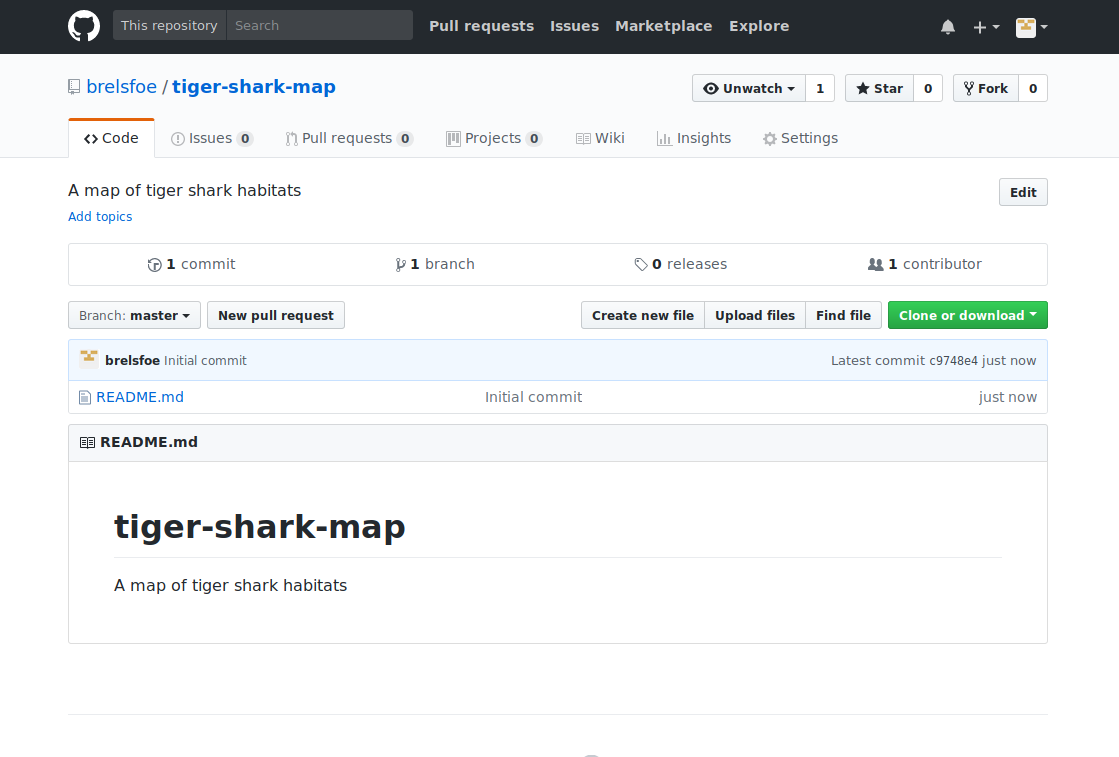 This repository Search Pull requests Issues Marketplace Explore
brelsfoe / tiger-shark-map Unwatch 1 Star 0 Fork 0
Code Issues 0 Pull requests 0 Projects 0 Wiki Insights Settings
A map of tiger shark habitats Edit
Add topics
1 commit 1 branch 0 releases 1 contributor
Branch: master New pull request Create new file Upload files Find file Clone or download
brelsfoe Initial commit Latest commit c9748e4 just now
README.md Initial commit just now
README.md
tiger-shark-map
A map of tiger shark habitats